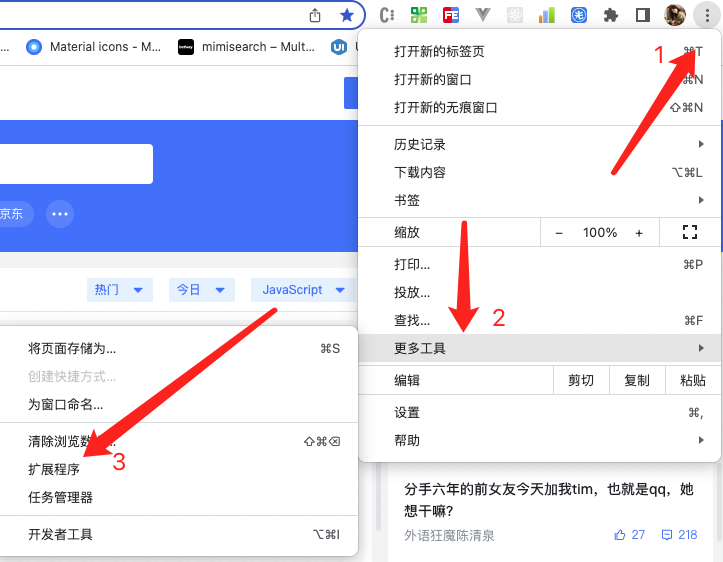 Material icons - M...
mimisearch – Mult...
打开新的标签页 ⌘T
1
打开新的窗口 ⌘N
打开新的无痕窗口 ⇧⌘N
历史记录
下载内容 ⌥⌘L
书签
缩放 − 100% +
打印... ⌘P
投放...
查找... ⌘F
2
更多工具
编辑 剪切 复制 粘贴
设置 ⌘,
帮助
京东
热门 今日 JavaScript
将页面存储为... ⌘S
创建快捷方式...
为窗口命名...
清除浏览数... ⇧⌘⌫
扩展程序
3
任务管理器
开发者工具 ⌥⌘I
分手六年的前女友今天加我tim，也就是qq，她
想干嘛？
外语狂魔陈清泉 27 218